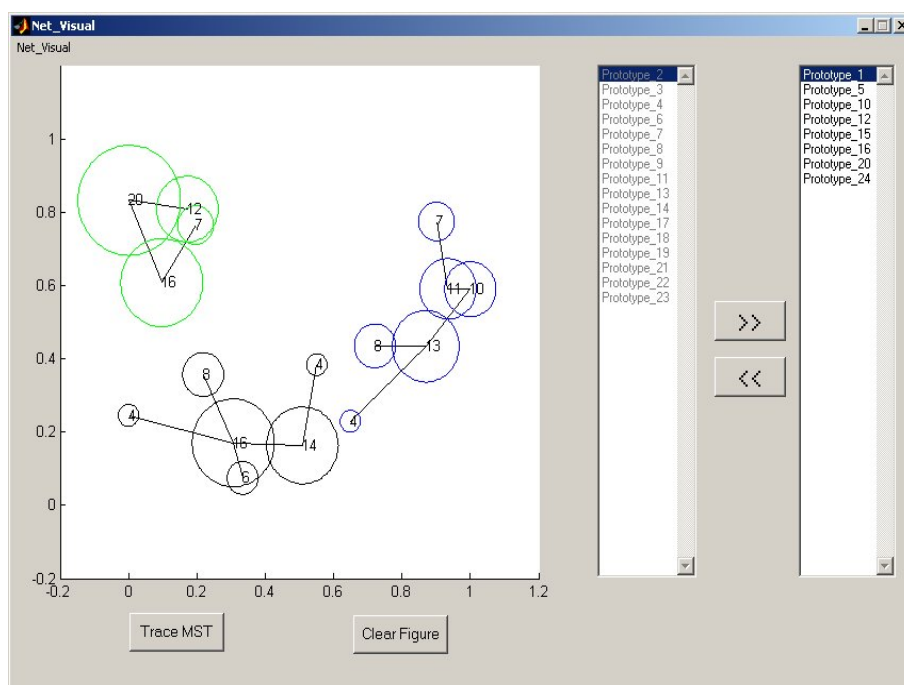 Net_Visual
Net_Visual
1
0.8
0.6
0.4
0.2
0
-0.2
-0.2 0 0.2 0.4 0.6 0.8 1 1.2
20
12
7
16
7
11 10
8 13
4
8
4
4
16
14
6
Prototype_2
Prototype_3
Prototype_4
Prototype_6
Prototype_7
Prototype_8
Prototype_9
Prototype_11
Prototype_13
Prototype_14
Prototype_17
Prototype_18
Prototype_19
Prototype_21
Prototype_22
Prototype_23
>>
<<
Prototype_1
Prototype_5
Prototype_10
Prototype_12
Prototype_15
Prototype_16
Prototype_20
Prototype_24
Trace MST
Clear Figure